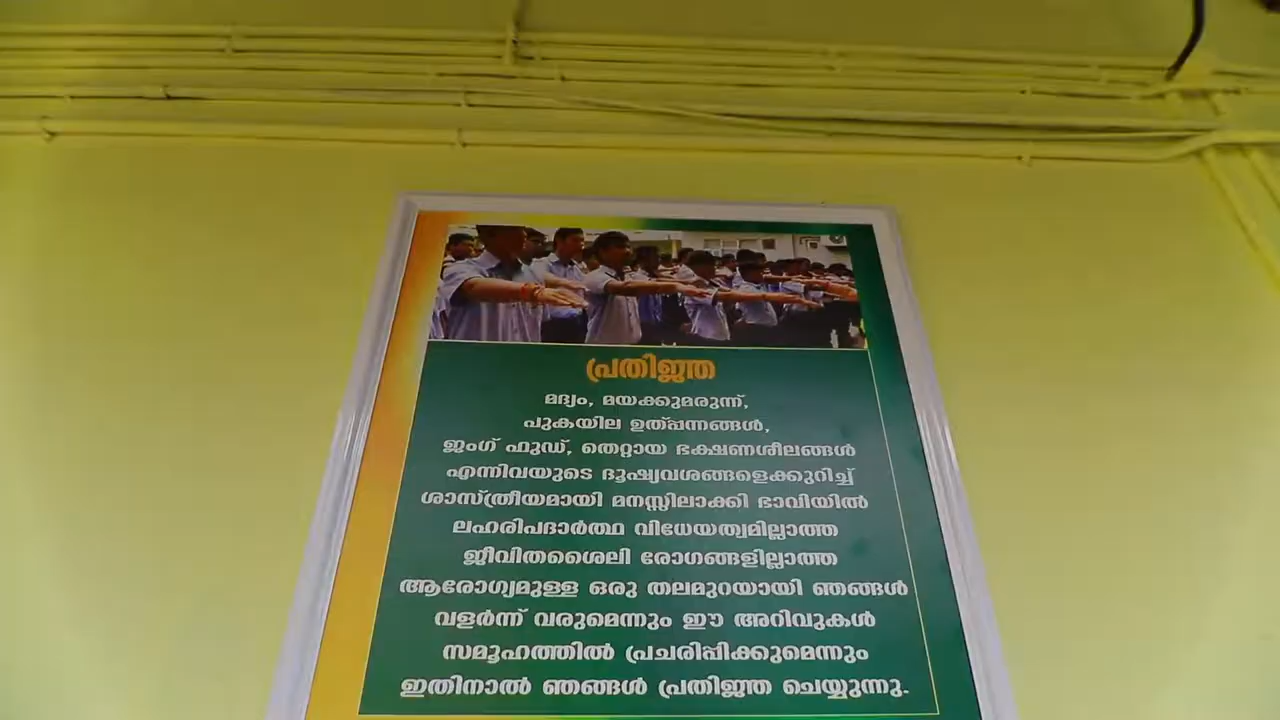 പ്രതിജ്ഞ
മദ്യം, മയക്കുമരുന്ന്,
പുകയില ഉത്പന്നങ്ങൾ,
ജംഗ് ഫുഡ്, തെറ്റായ ഭക്ഷണശീലങ്ങൾ
എന്നിവയുടെ ദൂഷ്യവശങ്ങളെക്കുറിച്ച്
ശാസ്ത്രീയമായി മനസ്സിലാക്കി ഭാവിയിൽ
ലഹരിപദാർത്ഥ വിധേയത്വമില്ലാത്ത
ജീവിതശൈലി രോഗങ്ങളില്ലാത്ത
ആരോഗ്യമുള്ള ഒരു തലമുറയായി ഞങ്ങൾ
വളർന്ന് വരുമെന്നും ഈ അറിവുകൾ
സമൂഹത്തിൽ പ്രചരിപ്പിക്കുമെന്നും
ഇതിനാൽ ഞങ്ങൾ പ്രതിജ്ഞ ചെയ്യുന്നു.